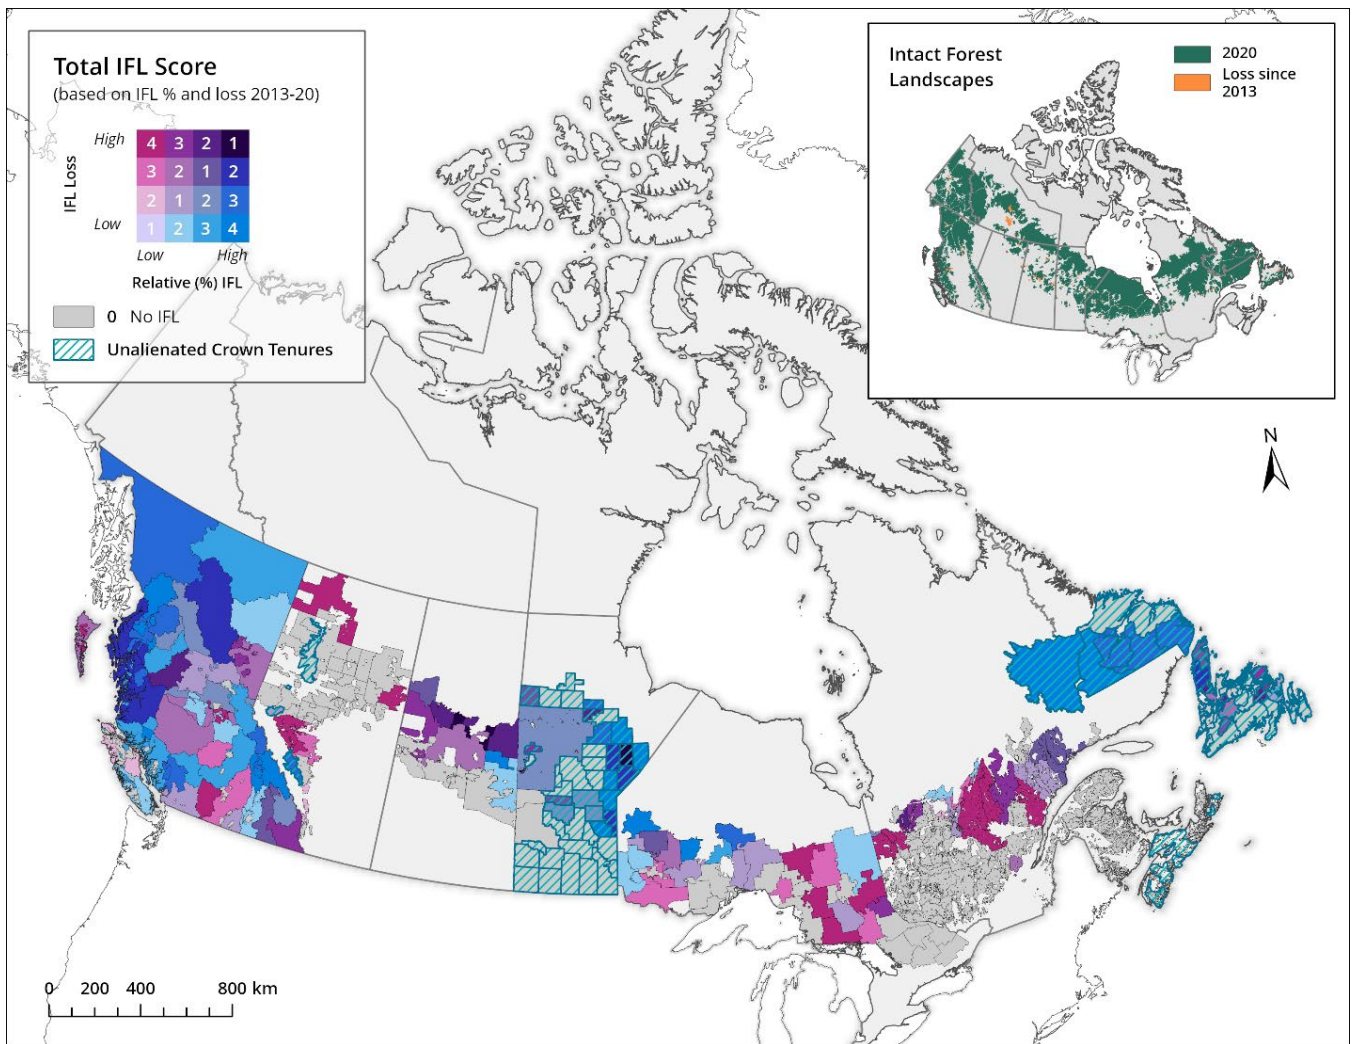 Total IFL Score
(based on IFL % and loss 2013-20)
High
4 3 2 1
3 2 1 2
2 1 2 3
1 2 3 4
IFL Loss
Low
Low High
Relative (%) IFL
0 No IFL
Unalienated Crown Tenures
Intact Forest
Landscapes
2020
Loss since
2013
N
0 200 400 800 km